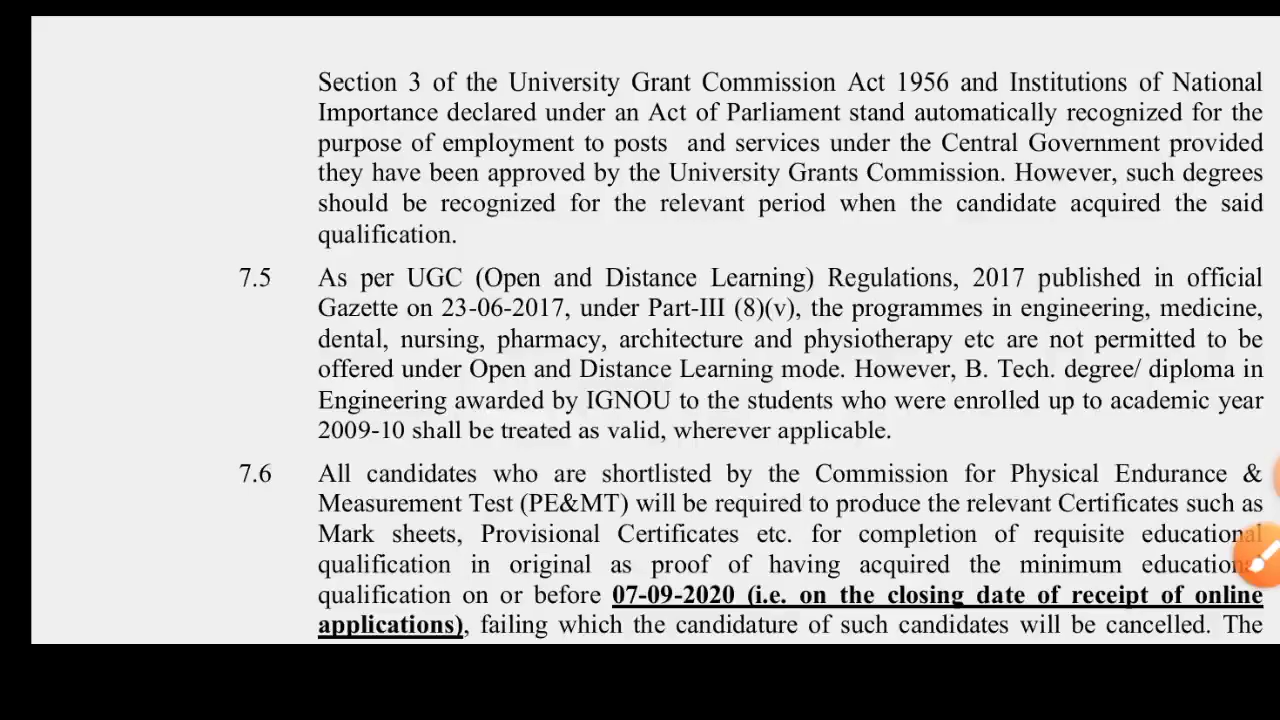 Section 3 of the University Grant Commission Act 1956 and Institutions of National
Importance declared under an Act of Parliament stand automatically recognized for the
purpose of employment to posts and services under the Central Government provided
they have been approved by the University Grants Commission. However, such degrees
should be recognized for the relevant period when the candidate acquired the said
qualification.
7.5 As per UGC (Open and Distance Learning) Regulations, 2017 published in official
Gazette on 23-06-2017, under Part-III (8)(v), the programmes in engineering, medicine,
dental, nursing, pharmacy, architecture and physiotherapy etc are not permitted to be
offered under Open and Distance Learning mode. However, B. Tech. degree/ diploma in
Engineering awarded by IGNOU to the students who were enrolled up to academic year
2009-10 shall be treated as valid, wherever applicable.
7.6 All candidates who are shortlisted by the Commission for Physical Endurance &
Measurement Test (PE&MT) will be required to produce the relevant Certificates such as
Mark sheets, Provisional Certificates etc. for completion of requisite educational
qualification in original as proof of having acquired the minimum educational
qualification on or before 07-09-2020 (i.e. on the closing date of receipt of online
applications), failing which the candidature of such candidates will be cancelled. The